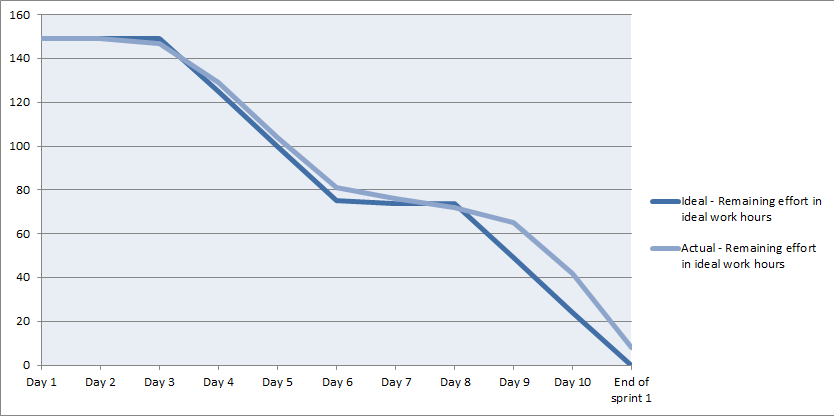 160
140
120
100
80
60
40
20
0
Day 1
Day 2
Day 3
Day 4
Day 5
Day 6
Day 7
Day 8
Day 9
Day 10
End of
sprint 1
Ideal - Remaining effort in
ideal work hours
Actual - Remaining effort
in ideal work hours